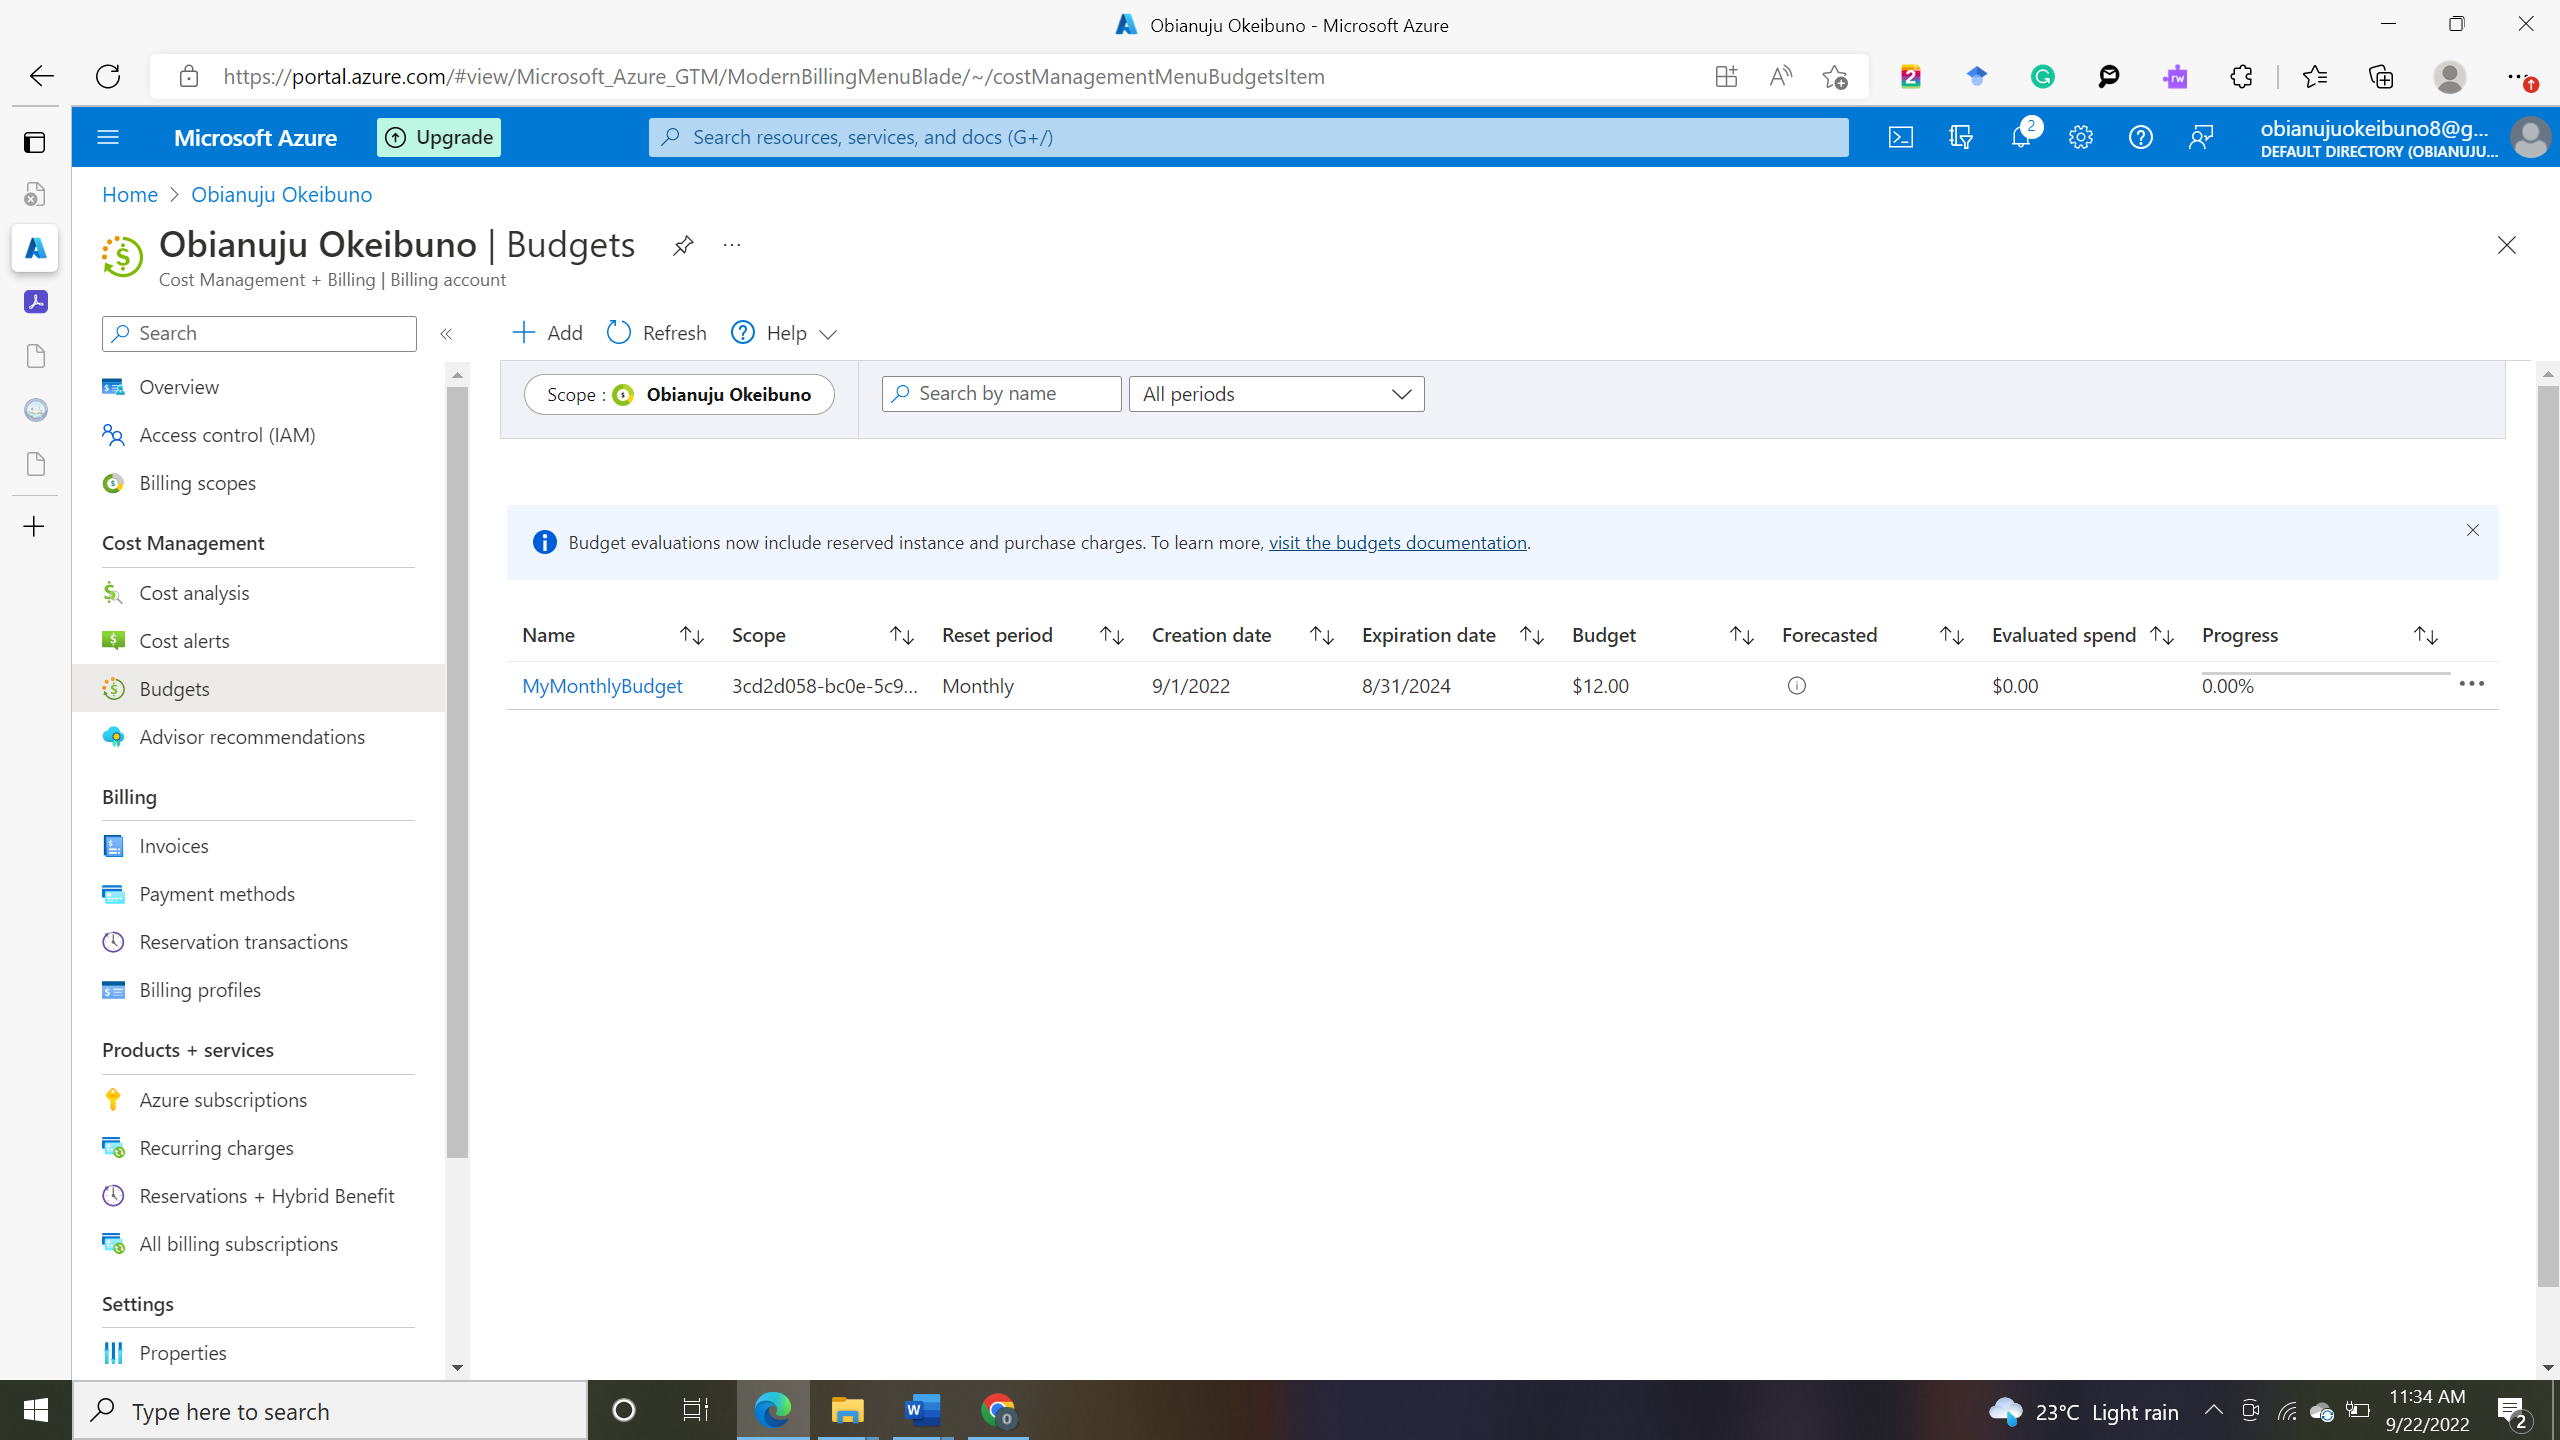 Obianuju Okeibuno - Microsoft Azure
https://portal.azure.com/#view/Microsoft_Azure_GTM/ModernBillingMenuBlade/~/costManagementMenuBudgetsItem
Microsoft Azure Upgrade Search resources, services, and docs (G+/) 2 obianujuokeibuno8@g...
DEFAULT DIRECTORY (OBIANUJU...
Home > Obianuju Okeibuno
Obianuju Okeibuno | Budgets ...
Cost Management + Billing | Billing account
Search « Add Refresh Help
Scope : Obianuju Okeibuno Search by name All periods
Overview
Access control (IAM)
Billing scopes
Cost Management
Cost analysis
Cost alerts
Budgets
Advisor recommendations
Billing
Invoices
Payment methods
Reservation transactions
Billing profiles
Products + services
Azure subscriptions
Recurring charges
Reservations + Hybrid Benefit
All billing subscriptions
Settings
Properties
Budget evaluations now include reserved instance and purchase charges. To learn more, visit the budgets documentation.
Name Scope Reset period Creation date Expiration date Budget Forecasted Evaluated spend Progress
MyMonthlyBudget 3cd2d058-bc0e-5c9... Monthly 9/1/2022 8/31/2024 $12.00 $0.00 0.00% ...
Type here to search 23°C Light rain 11:34 AM
9/22/2022 2